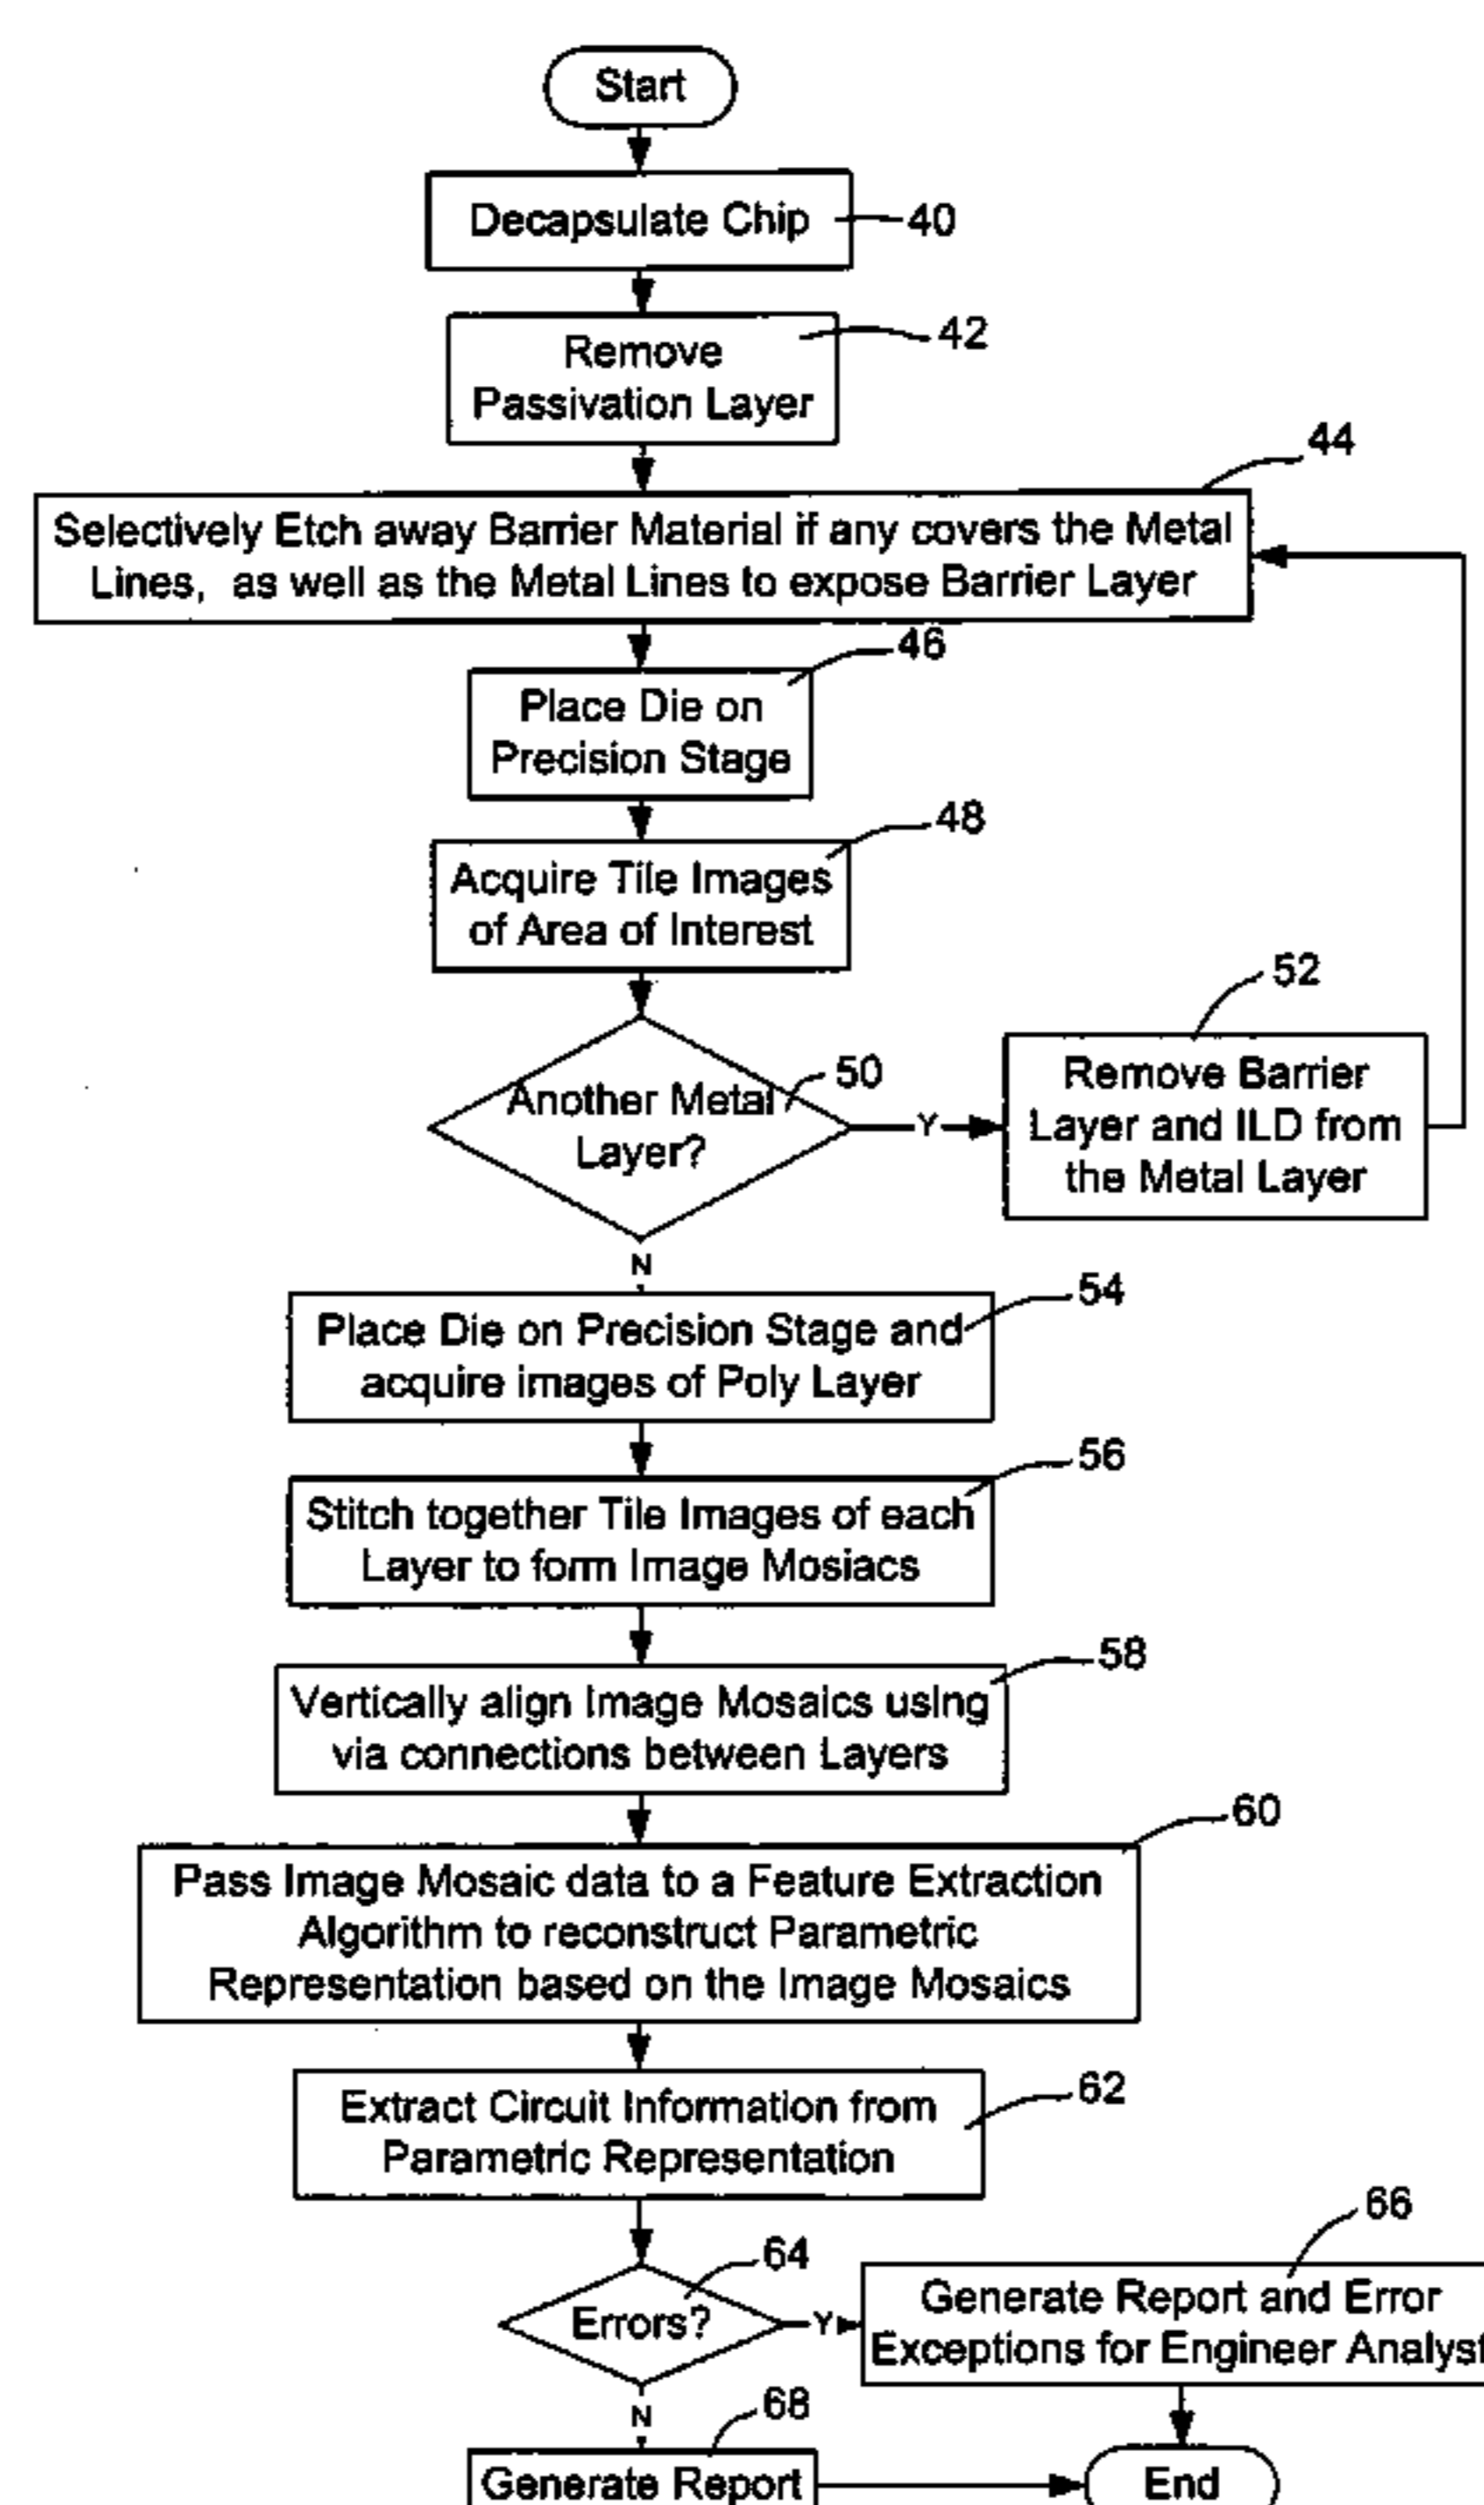 Start
Decapsulate Chip
40
Remove
Passivation Layer
42
44
Selectively Etch away Barrier Material if any covers the Metal
Lines, as well as the Metal Lines to expose Barrier Layer
46
Place Die on
Precision Stage
48
Acquire Tile Images
of Area of Interest
50
Another Metal
Layer?
Y
52
Remove Barrier
Layer and ILD from
the Metal Layer
N
54
Place Die on Precision Stage and
acquire images of Poly Layer
56
Stitch together Tile Images of each
Layer to form Image Mosiacs
58
Vertically align Image Mosaics using
via connections between Layers
60
Pass Image Mosaic data to a Feature Extraction
Algorithm to reconstruct Parametric
Representation based on the Image Mosaics
62
Extract Circuit Information from
Parametric Representation
64
Errors?
Y
66
Generate Report and Error
Exceptions for Engineer Analyst
N
68
Generate Report
End